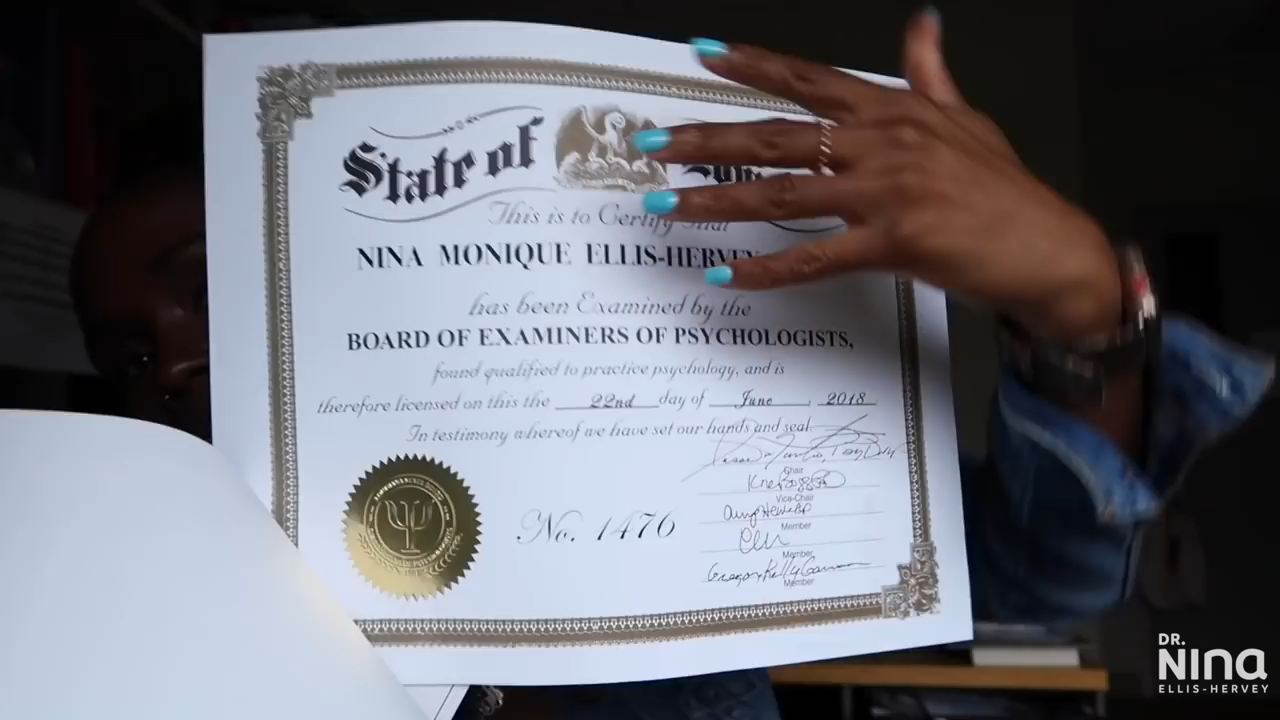 State of
This is to Certify that
NINA MONIQUE ELLIS-HERVEY
has been Examined by the
BOARD OF EXAMINERS OF PSYCHOLOGISTS,
found qualified to practice psychology, and is
therefore licensed on this the 22nd day of June, 2018
In testimony whereof we have set our hands and seal.
Chair
Vice-Chair
Member
Member
Member
No. 1476
DR.
Nina
ELLIS-HERVEY